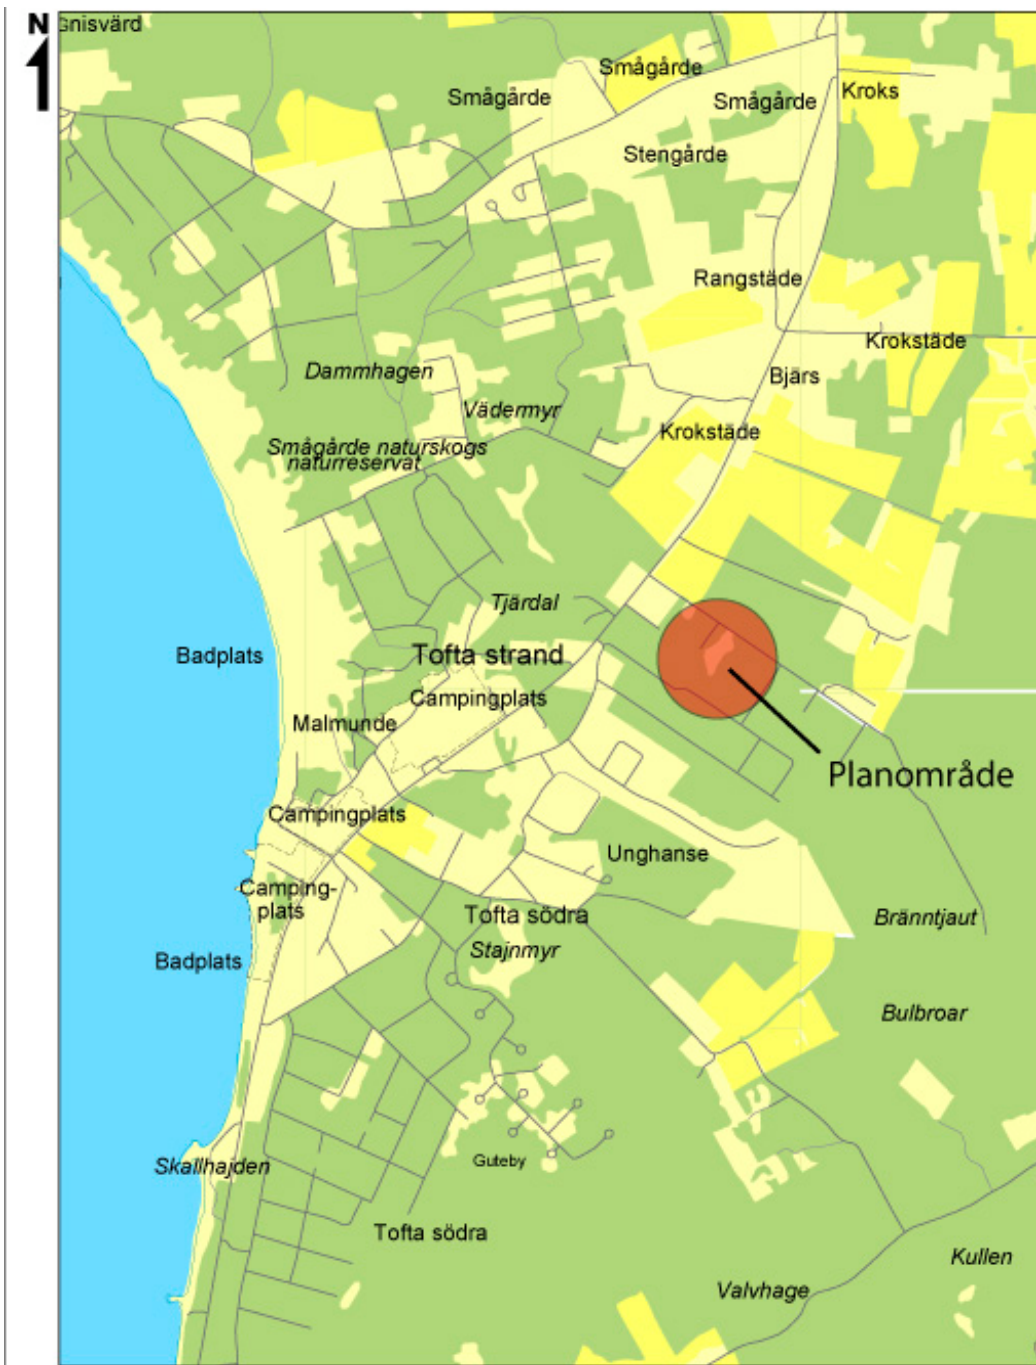 N
Gnisvärd
Smågårde
Smågårde
Smågårde
Kroks
Stengårde
Rangstäde
Krokstäde
Bjärs
Dammhagen
Vädermyr
Krokstäde
Smågårde naturskogs
naturreservat
Tjärdal
Badplats
Tofta strand
Campingplats
Malmunde
Planområde
Campingplats
Unghanse
Camping-
plats
Tofta södra
Bränntjaut
Stajnmyr
Badplats
Bulbroar
Guteby
Skallhajden
Tofta södra
Kullen
Valvhage